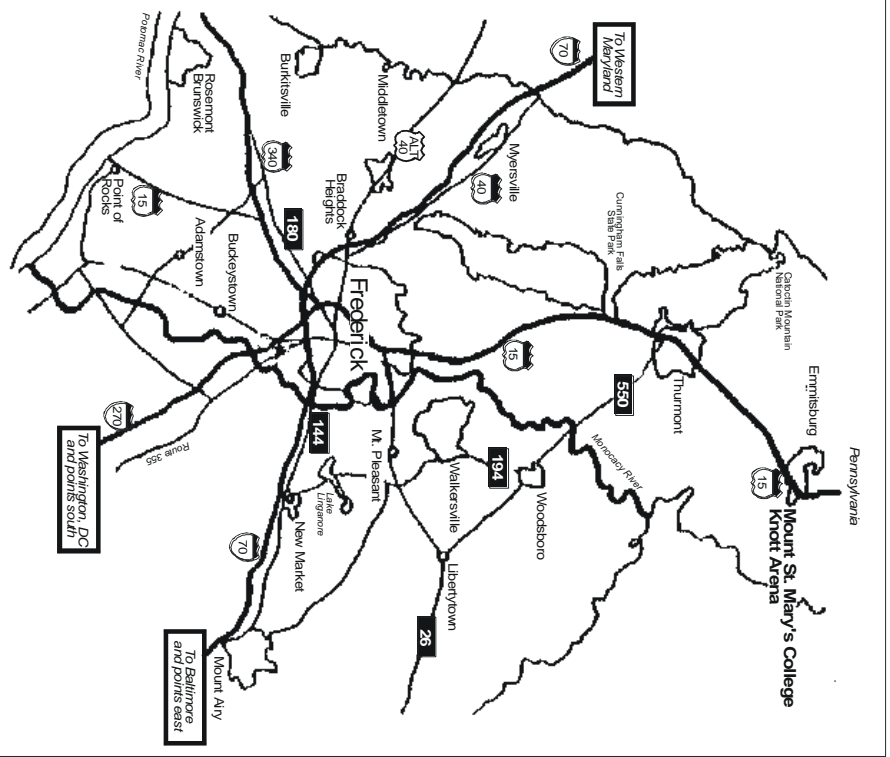 To Western
Maryland
70
Potomac River
Rosemont
Brunswick
Burkitsville
Middletown
ALT
40
Myersville
40
340
Braddock
Heights
180
15
Point of
Rocks
Adamstown
Buckeystown
Frederick
Cunningham Falls
State Park
Catoctin Mountain
National Park
15
Thurmont
550
Emmitsburg
Pennsylvania
15
Mount St. Mary's College
Knott Arena
Monocacy River
194
Woodsboro
Walkersville
Mt. Pleasant
144
270
Route 355
To Washington, DC
and points south
Lake
Linganore
New Market
70
Libertytown
26
Mount Airy
To Baltimore
and points east